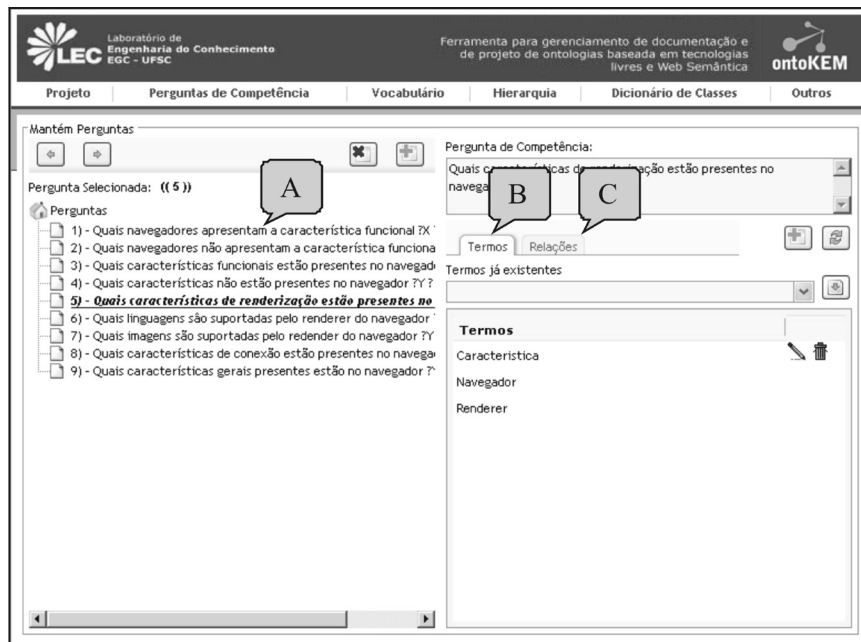 LEC
Laboratório de
Engenharia do Conhecimento
EGC - UFSC
Ferramenta para gerenciamento de documentação e
de projeto de ontologias baseada em tecnologias
livres e Web Semântica
ontoKEM
Projeto Perguntas de Competência Vocabulário Hierarquia Dicionário de Classes Outros
Mantém Perguntas
Pergunta Selecionada: (( 5 ))
A
Perguntas
1) - Quais navegadores apresentam a característica funcional ?X
2) - Quais navegadores não apresentam a característica funciona
3) - Quais características funcionais estão presentes no navegad
4) - Quais características não estão presentes no navegador ?Y ?
5) - Quais características de renderização estão presentes no
6) - Quais linguagens são suportadas pelo renderer do navegador
7) - Quais imagens são suportadas pelo redender do navegador ?Y
8) - Quais características de conexão estão presentes no navega
9) - Quais características gerais presentes estão no navegador ?
Pergunta de Competência:
Quais estão presentes no
B
C
Termos Relações
Termos já existentes
Termos
Caracteristica
Navegador
Renderer